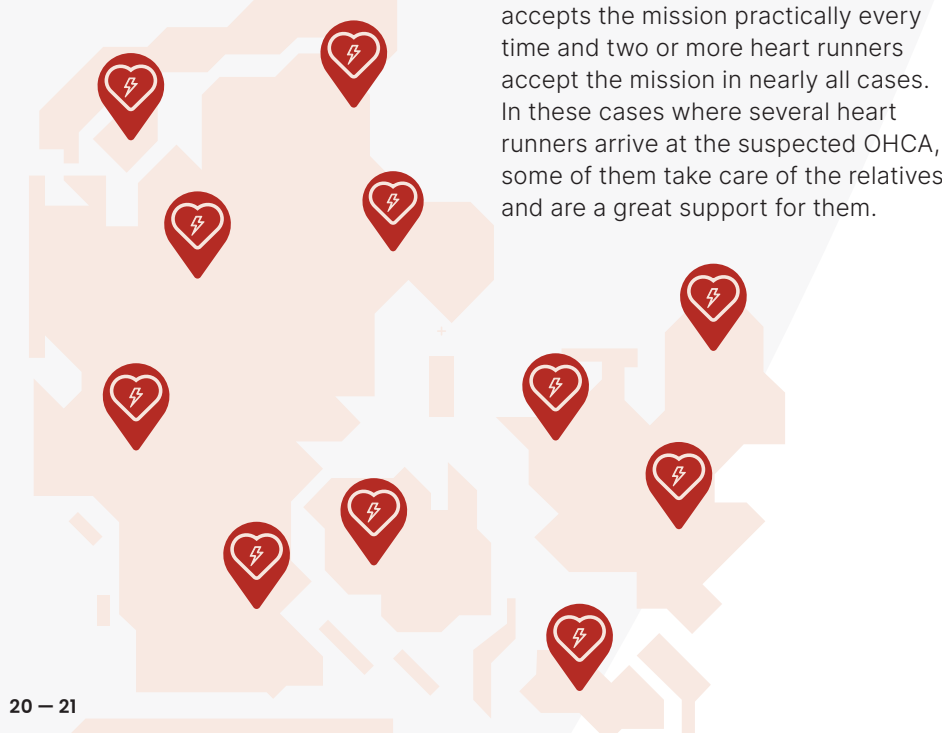 accepts the mission practically every
time and two or more heart runners
accept the mission in nearly all cases.
In these cases where several heart
runners arrive at the suspected OHCA,
some of them take care of the relatives
and are a great support for them.
20 — 21